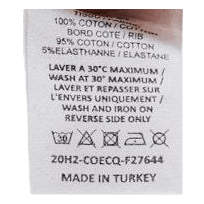 100% COTON / COTTON
BORD COTE / RIB
95% COTON / COTTON
5%ELASTHANNE / ELASTANE
LAVER A 30°C MAXIMUM /
WASH AT 30° MAXIMUM /
LAVER ET REPASSER SUR
L'ENVERS UNIQUEMENT /
WASH AND IRON ON
REVERSE SIDE ONLY
30
20H2-COECQ-F27644
MADE IN TURKEY